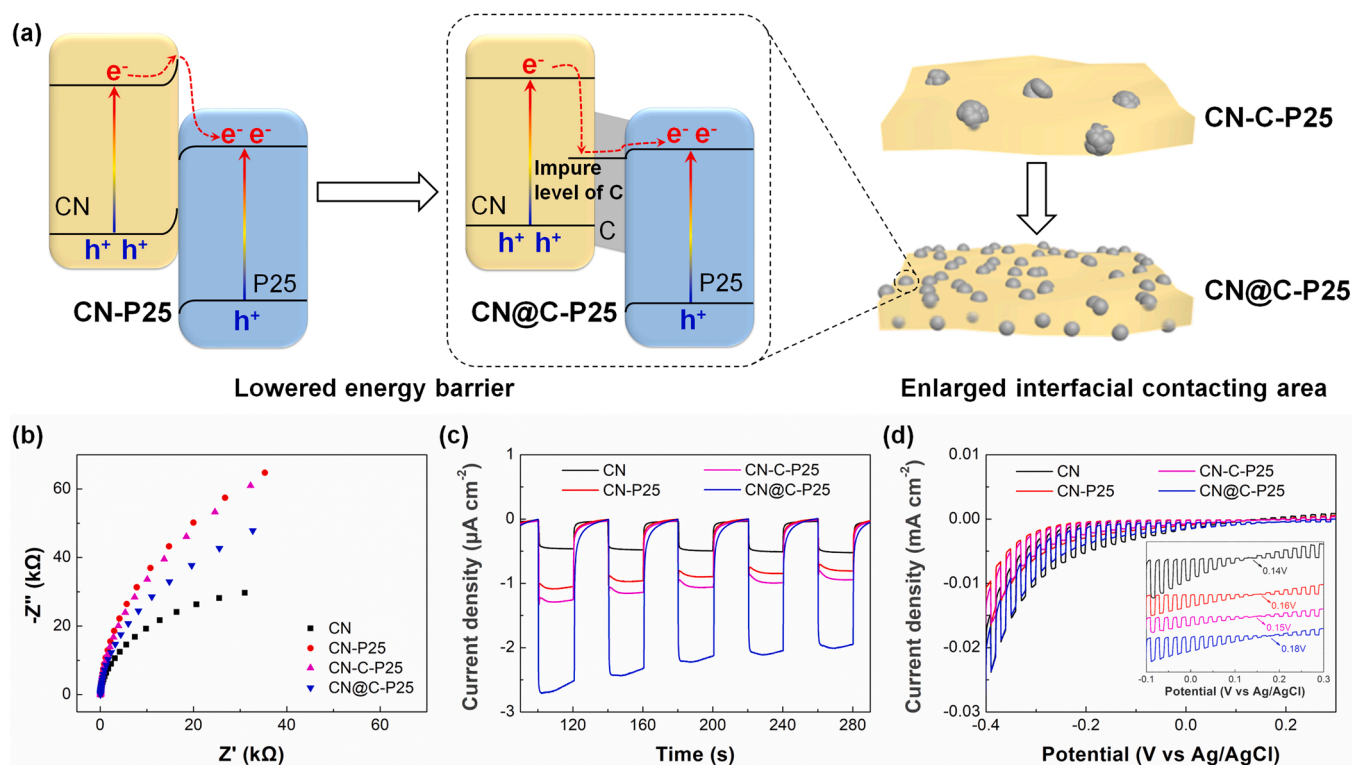 (a)
e⁻
e⁻ e⁻
CN
h⁺ h⁺
P25
h⁺
CN-P25
e⁻
e⁻ e⁻
Impure
level of C
CN
C
h⁺ h⁺
P25
h⁺
CN@C-P25
CN-C-P25
CN@C-P25
Lowered energy barrier
Enlarged interfacial contacting area
(b)
-Z'' (kΩ)
60
40
20
0
CN
CN-P25
CN-C-P25
CN@C-P25
0 20 40 60
Z' (kΩ)
(c)
Current density (μA cm⁻²)
1
0
-1
-2
-3
CN CN-C-P25
CN-P25 CN@C-P25
120 160 200 240 280
Time (s)
(d)
Current density (mA cm⁻²)
0.00
-0.01
-0.02
-0.03
CN CN-C-P25
CN-P25 CN@C-P25
0.14V
0.16V
0.15V
0.18V
-0.1 0.0 0.1 0.2 0.3
Potential (V vs Ag/AgCl)
-0.4 -0.2 0.0 0.2
Potential (V vs Ag/AgCl)